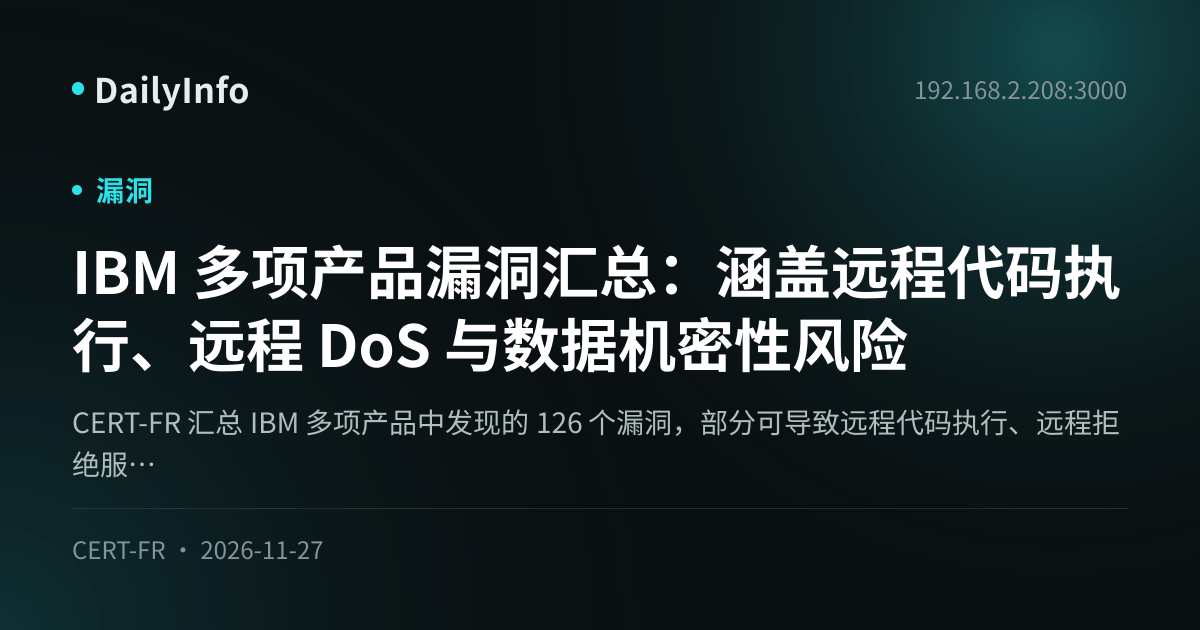 DailyInfo
192.168.2.208:3000
漏洞
IBM 多项产品漏洞汇总：涵盖远程代码执
行、远程 DoS 与数据机密性风险
CERT-FR 汇总 IBM 多项产品中发现的 126 个漏洞，部分可导致远程代码执行、远程拒
绝服…
CERT-FR · 2026-11-27